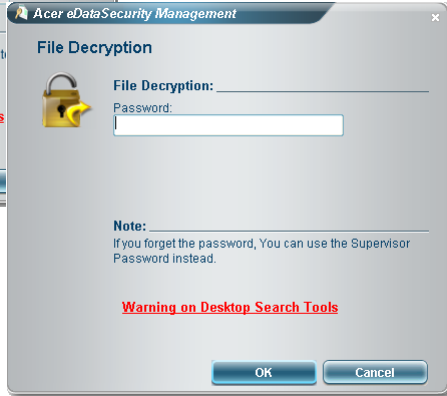 Acer eDataSecurity Management
x
File Decryption
File Decryption:
Password:
Note:
If you forget the password, You can use the Supervisor
Password instead.
Warning on Desktop Search Tools
OK
Cancel